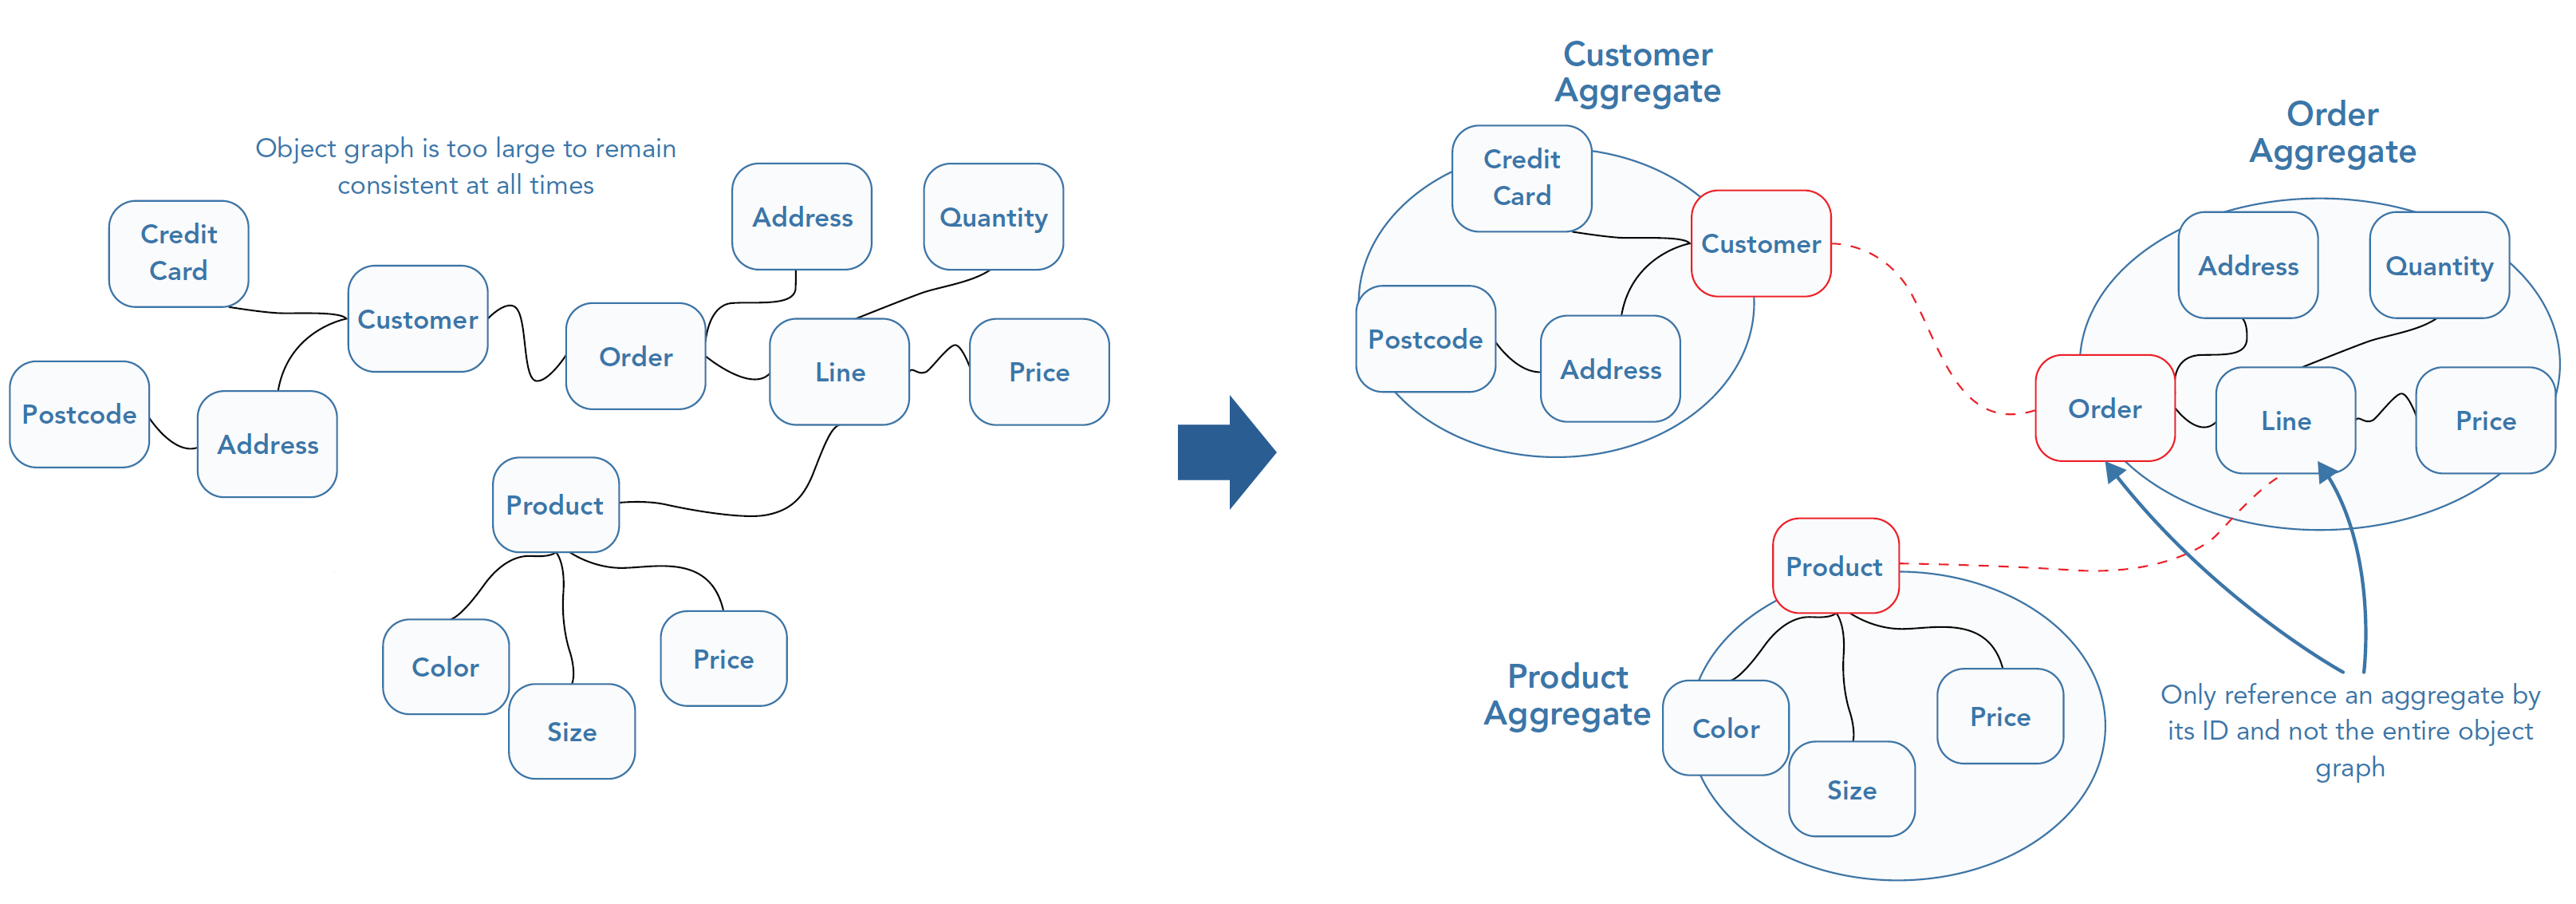 Object graph is too large to remain
consistent at all times
Credit
Card
Customer
Postcode
Address
Order
Address
Quantity
Line
Price
Product
Color
Size
Price
Customer
Aggregate
Credit
Card
Customer
Postcode
Address
Order
Aggregate
Address
Quantity
Order
Line
Price
Product
Product
Aggregate
Color
Size
Price
Only reference an aggregate by
its ID and not the entire object
graph